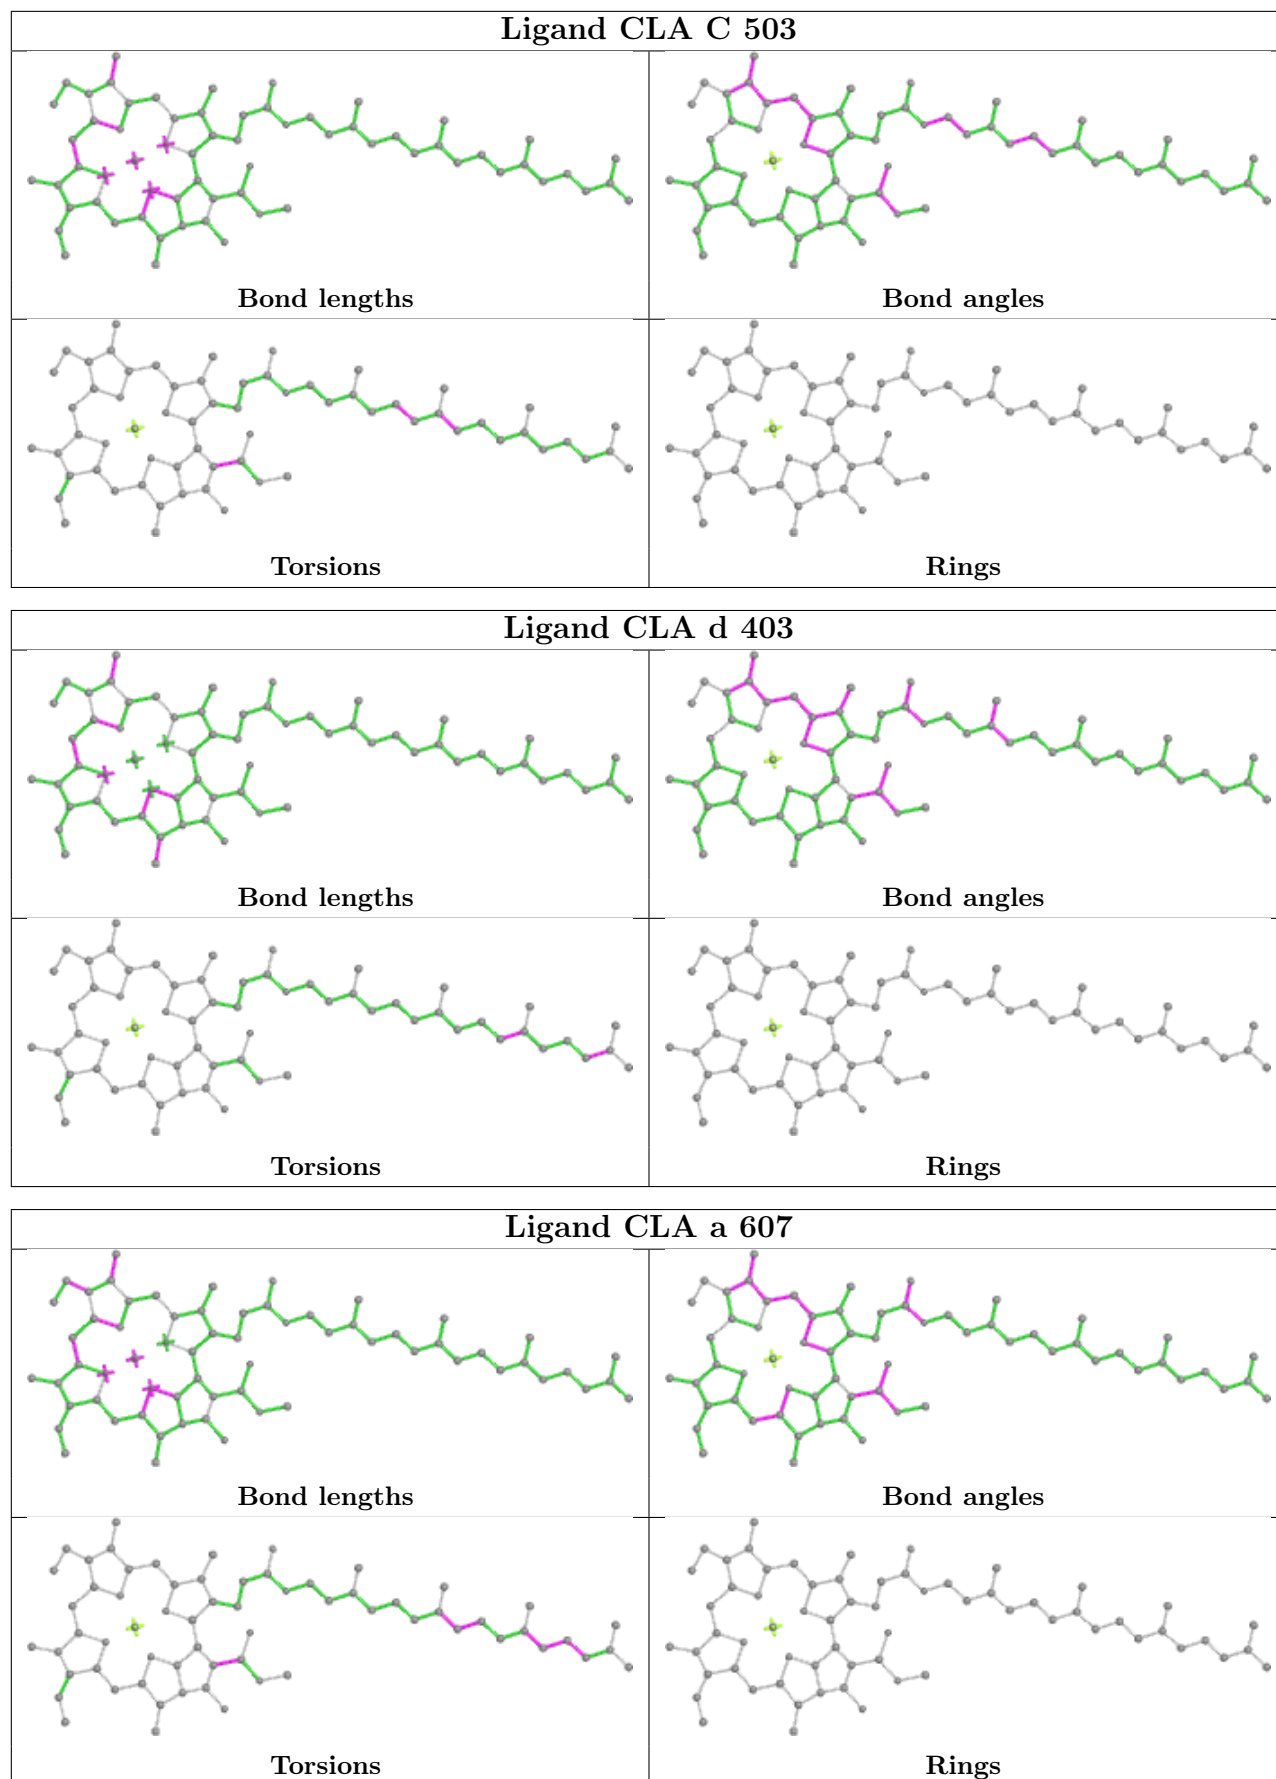 Ligand CLA C 503
Bond lengths
Bond angles
Torsions
Rings
Ligand CLA d 403
Bond lengths
Bond angles
Torsions
Rings
Ligand CLA a 607
Bond lengths
Bond angles
Torsions
Rings